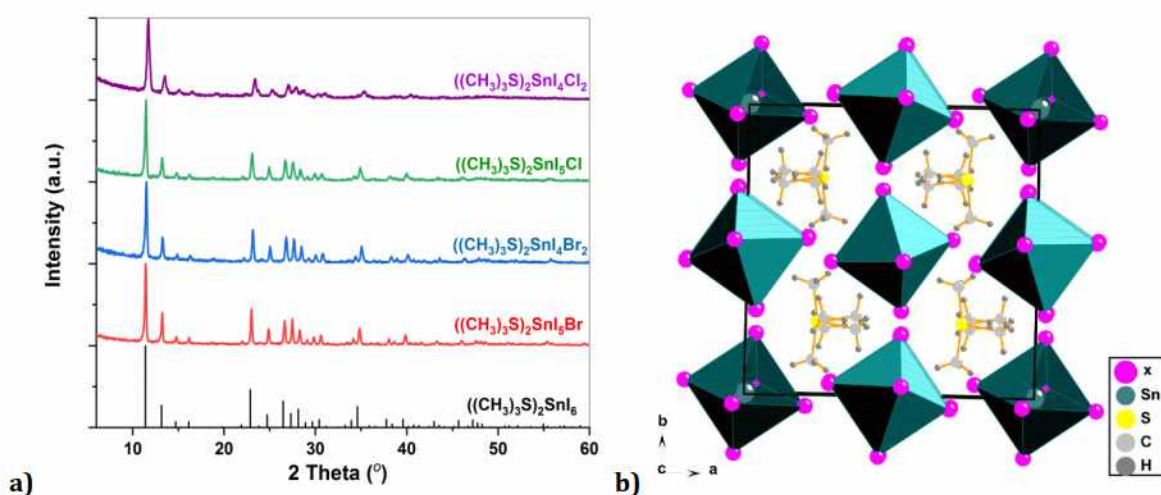 Intensity (a.u.)
((CH₃)₃S)₂SnI₄Cl₂
((CH₃)₃S)₂SnI₅Cl
((CH₃)₃S)₂SnI₄Br₂
((CH₃)₃S)₂SnI₅Br
((CH₃)₃S)₂SnI₆
10 20 30 40 50 60
2 Theta (°)
a)
b
c a
x
Sn
S
C
H
b)